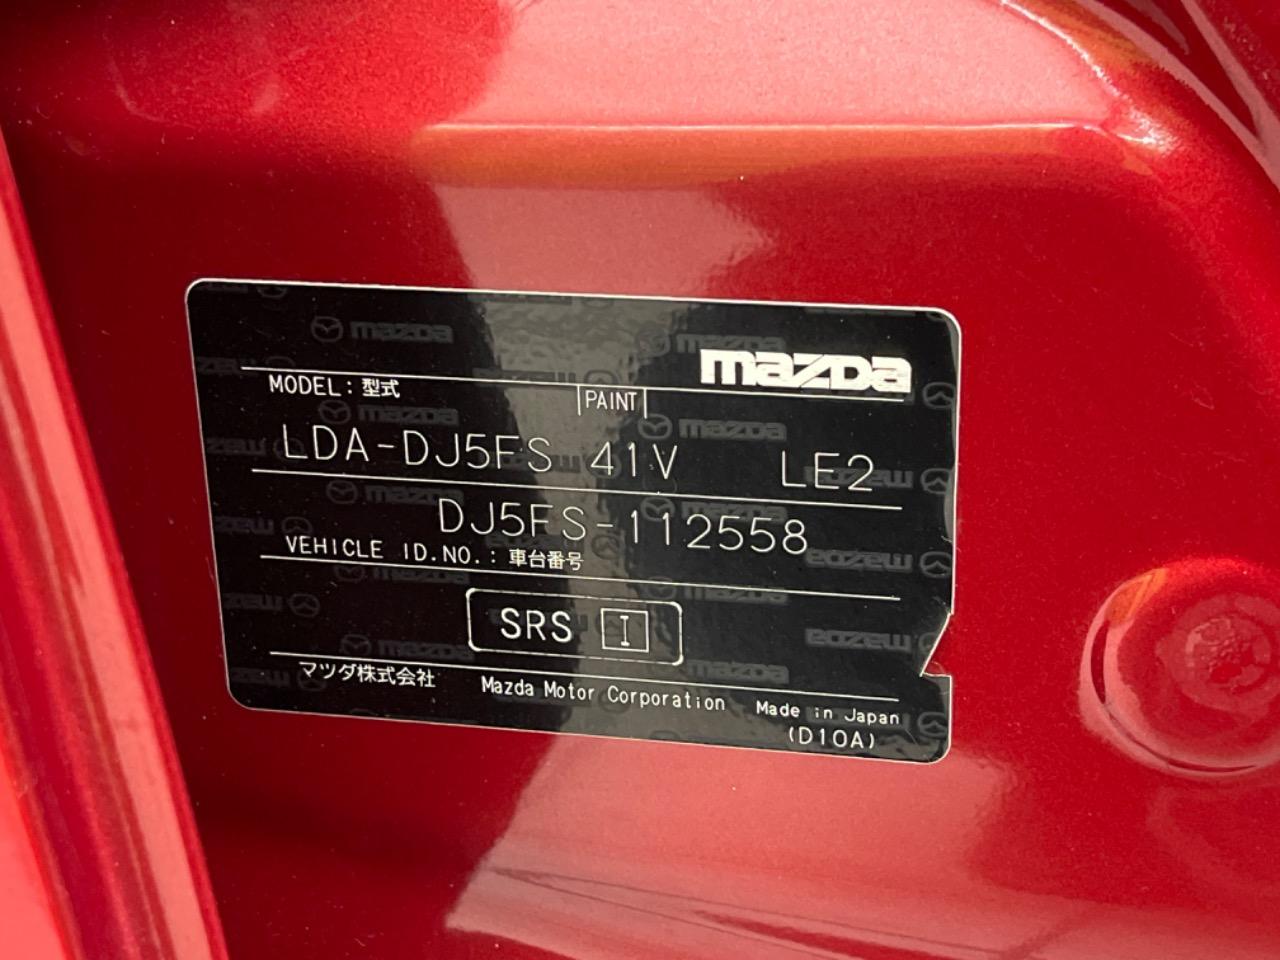 mazda
MODEL：型式 PAINT
LDA-DJ5FS 41V LE2
DJ5FS-112558
VEHICLE ID.NO.：車台番号
SRS I
マツダ株式会社 Mazda Motor Corporation Made in Japan
(D10A)